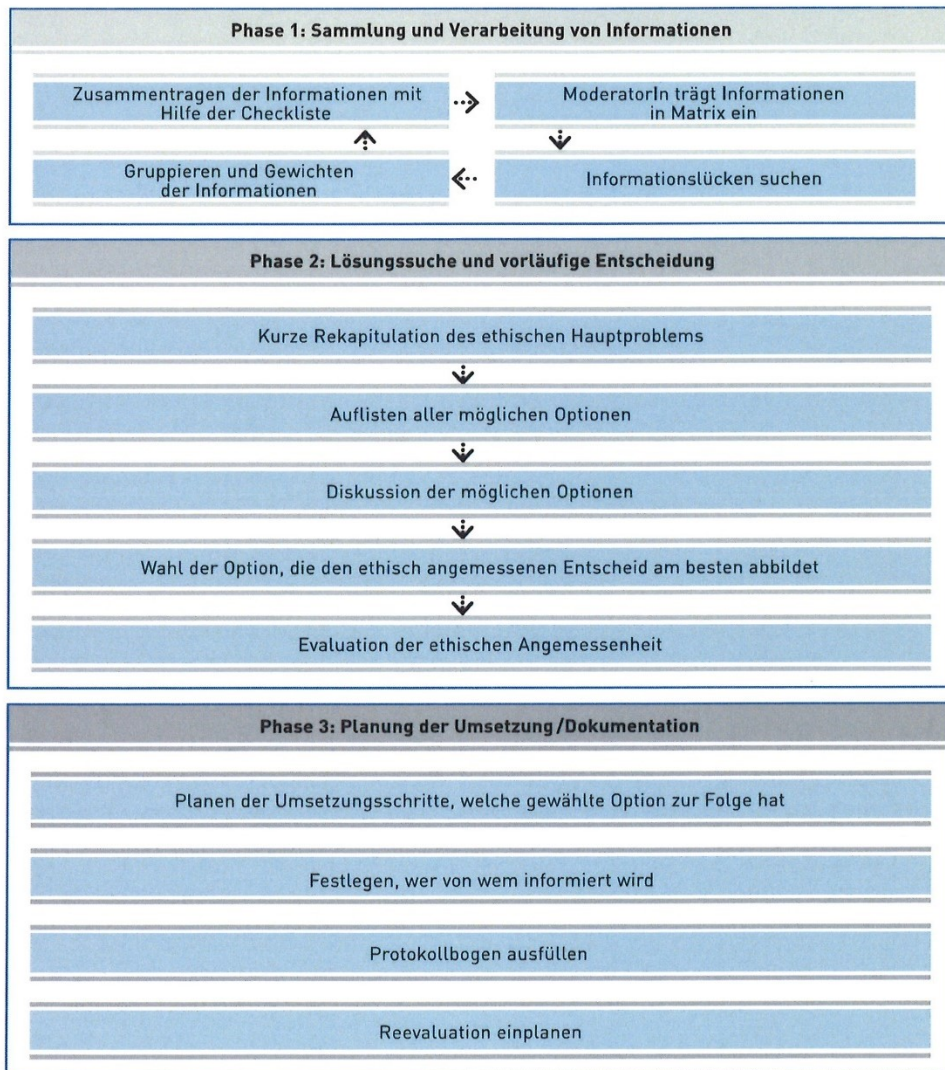 Phase 1: Sammlung und Verarbeitung von Informationen
Zusammentragen der Informationen mit
Hilfe der Checkliste
ModeratorIn trägt Informationen
in Matrix ein
Gruppieren und Gewichten
der Informationen
Informationslücken suchen
Phase 2: Lösungssuche und vorläufige Entscheidung
Kurze Rekapitulation des ethischen Hauptproblems
Auflisten aller möglichen Optionen
Diskussion der möglichen Optionen
Wahl der Option, die den ethisch angemessenen Entscheid am besten abbildet
Evaluation der ethischen Angemessenheit
Phase 3: Planung der Umsetzung/Dokumentation
Planen der Umsetzungsschritte, welche gewählte Option zur Folge hat
Festlegen, wer von wem informiert wird
Protokollbogen ausfüllen
Reevaluation einplanen